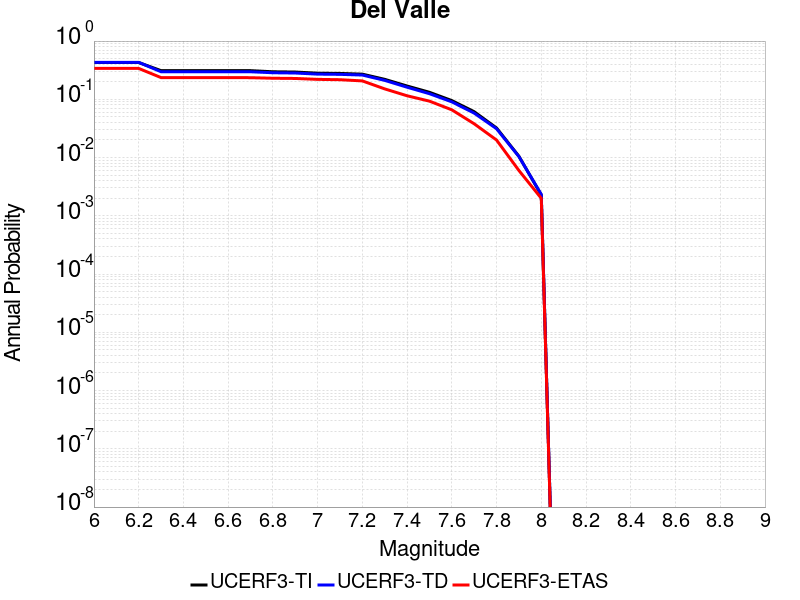 Del Valle
10^0
10^-1
10^-2
10^-3
10^-4
10^-5
10^-6
10^-7
10^-8
Annual Probability
6 6.2 6.4 6.6 6.8 7 7.2 7.4 7.6 7.8 8 8.2 8.4 8.6 8.8 9
Magnitude
UCERF3-TI UCERF3-TD UCERF3-ETAS